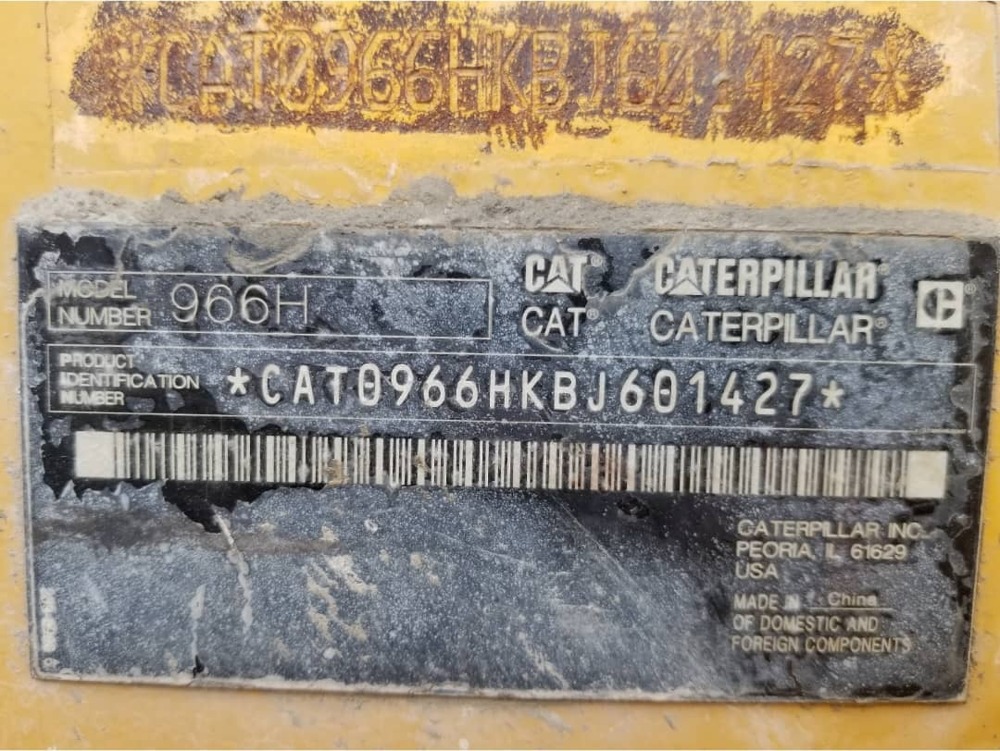 *CAT0966HKBJ601427*
CAT® CATERPILLAR®
MODEL
NUMBER 966H
CAT® CATERPILLAR®
PRODUCT
IDENTIFICATION
NUMBER
*CAT0966HKBJ601427*
CATERPILLAR INC.
PEORIA, IL 61629
USA
MADE IN China
OF DOMESTIC AND
FOREIGN COMPONENTS